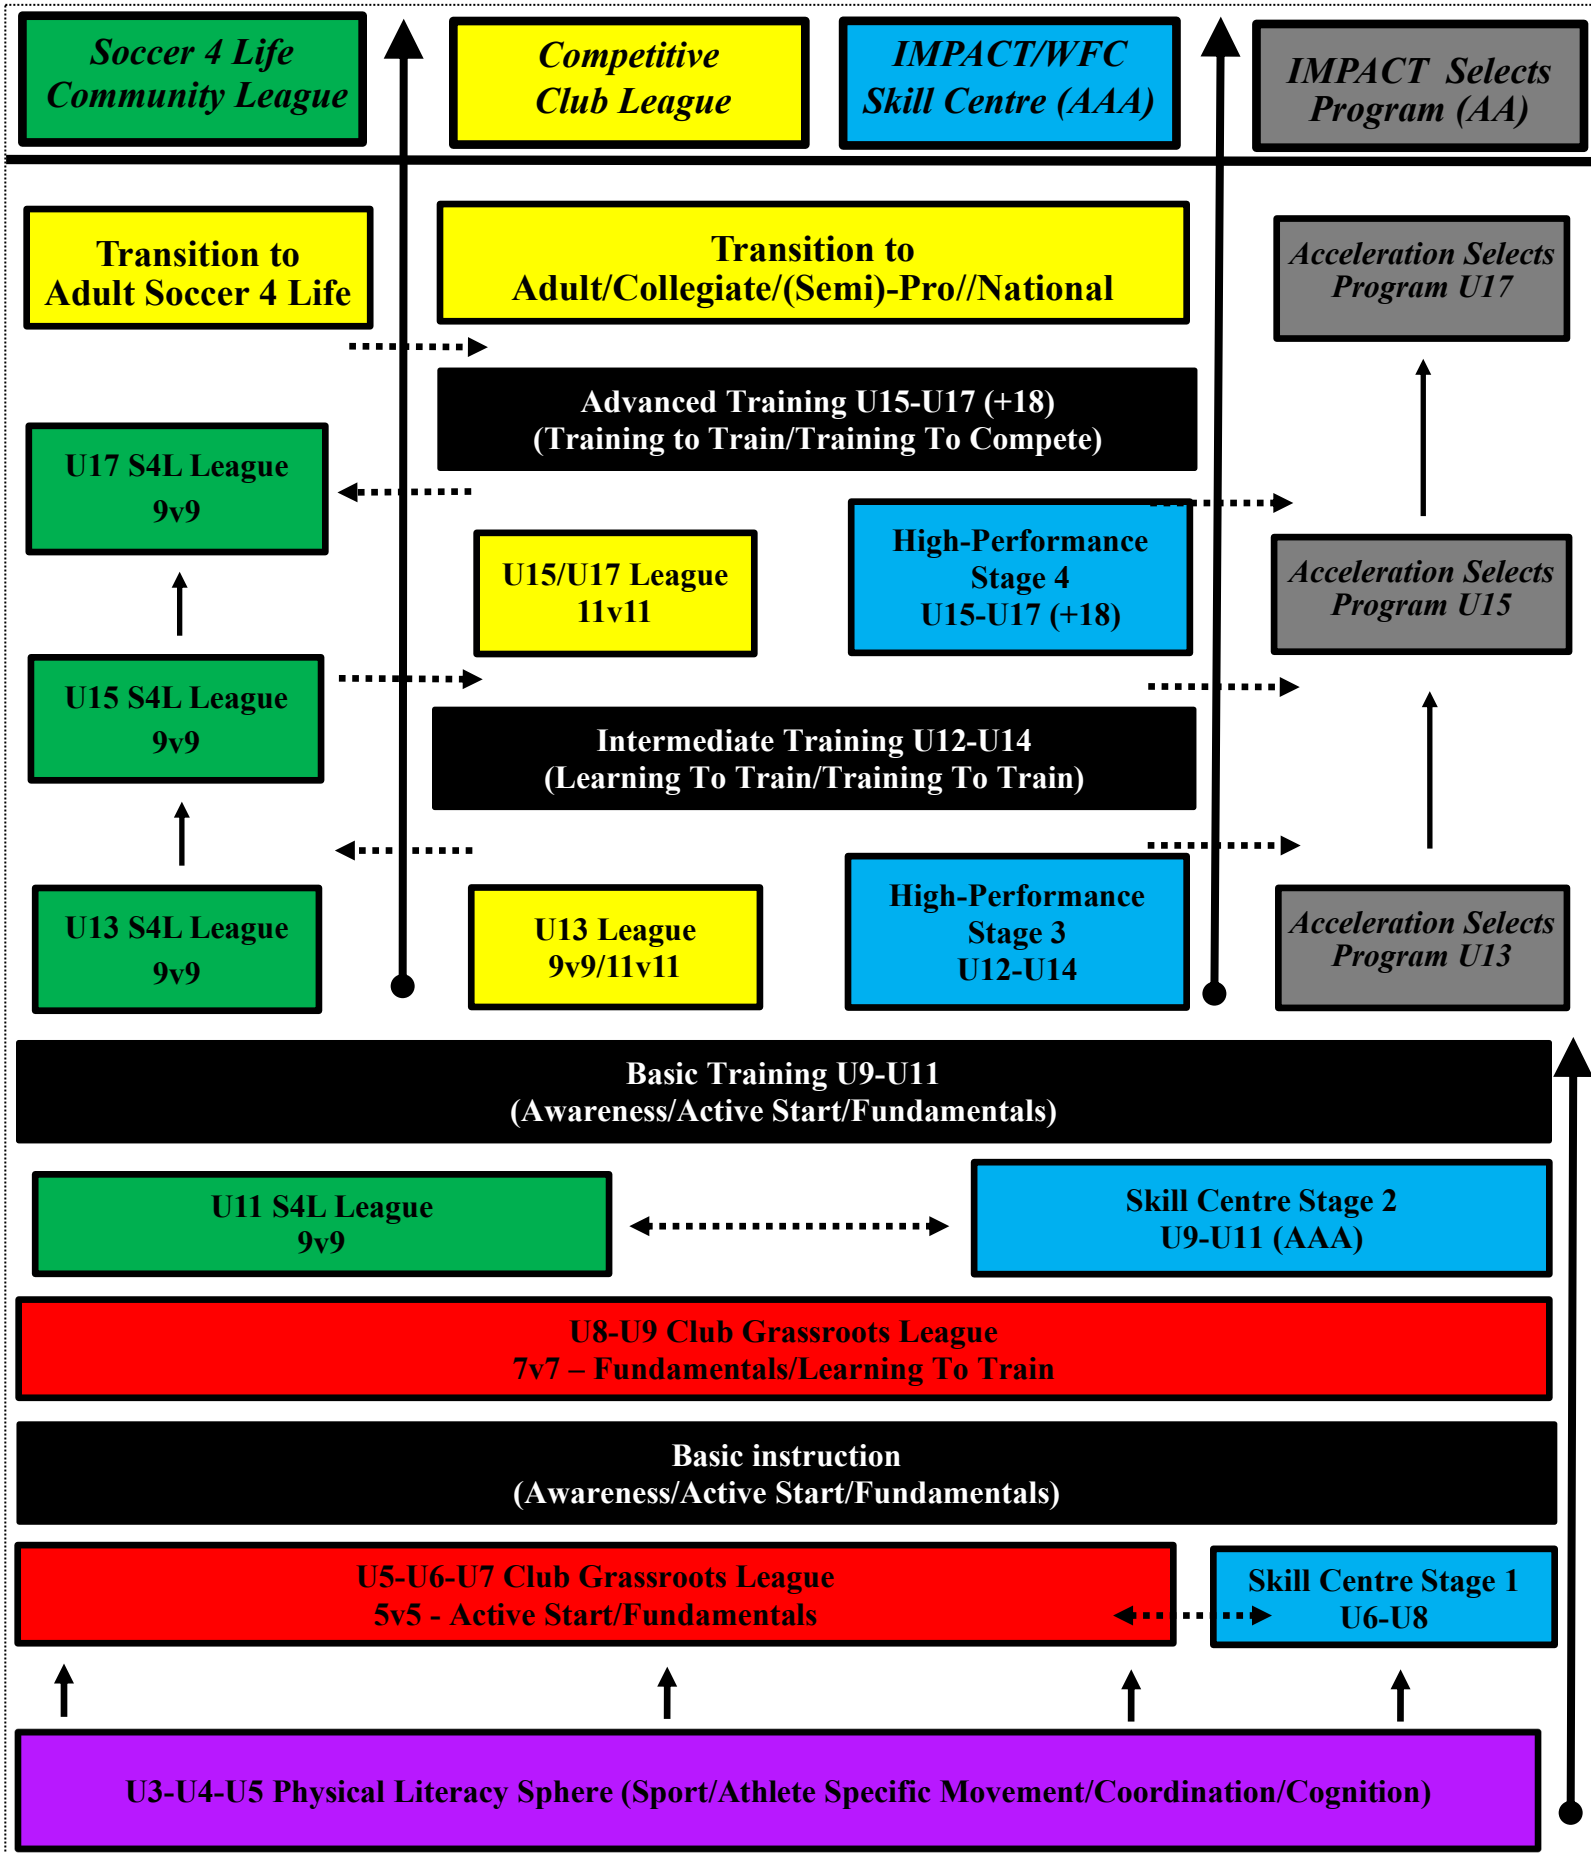 Soccer 4 Life
Community League
Competitive
Club League
IMPACT/WFC
Skill Centre (AAA)
IMPACT Selects
Program (AA)
Transition to
Adult Soccer 4 Life
Transition to
Adult/Collegiate/(Semi)-Pro//National
Acceleration Selects
Program U17
Advanced Training U15-U17 (+18)
(Training to Train/Training To Compete)
U17 S4L League
9v9
U15/U17 League
11v11
High-Performance
Stage 4
U15-U17 (+18)
Acceleration Selects
Program U15
U15 S4L League
9v9
Intermediate Training U12-U14
(Learning To Train/Training To Train)
U13 S4L League
9v9
U13 League
9v9/11v11
High-Performance
Stage 3
U12-U14
Acceleration Selects
Program U13
Basic Training U9-U11
(Awareness/Active Start/Fundamentals)
U11 S4L League
9v9
Skill Centre Stage 2
U9-U11 (AAA)
U8-U9 Club Grassroots League
7v7 – Fundamentals/Learning To Train
Basic instruction
(Awareness/Active Start/Fundamentals)
U5-U6-U7 Club Grassroots League
5v5 - Active Start/Fundamentals
Skill Centre Stage 1
U6-U8
U3-U4-U5 Physical Literacy Sphere (Sport/Athlete Specific Movement/Coordination/Cognition)